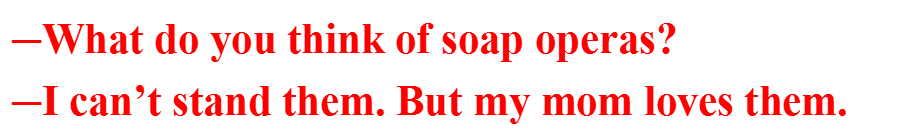 —What do you think of soap operas?
—I can’t stand them. But my mom loves them.